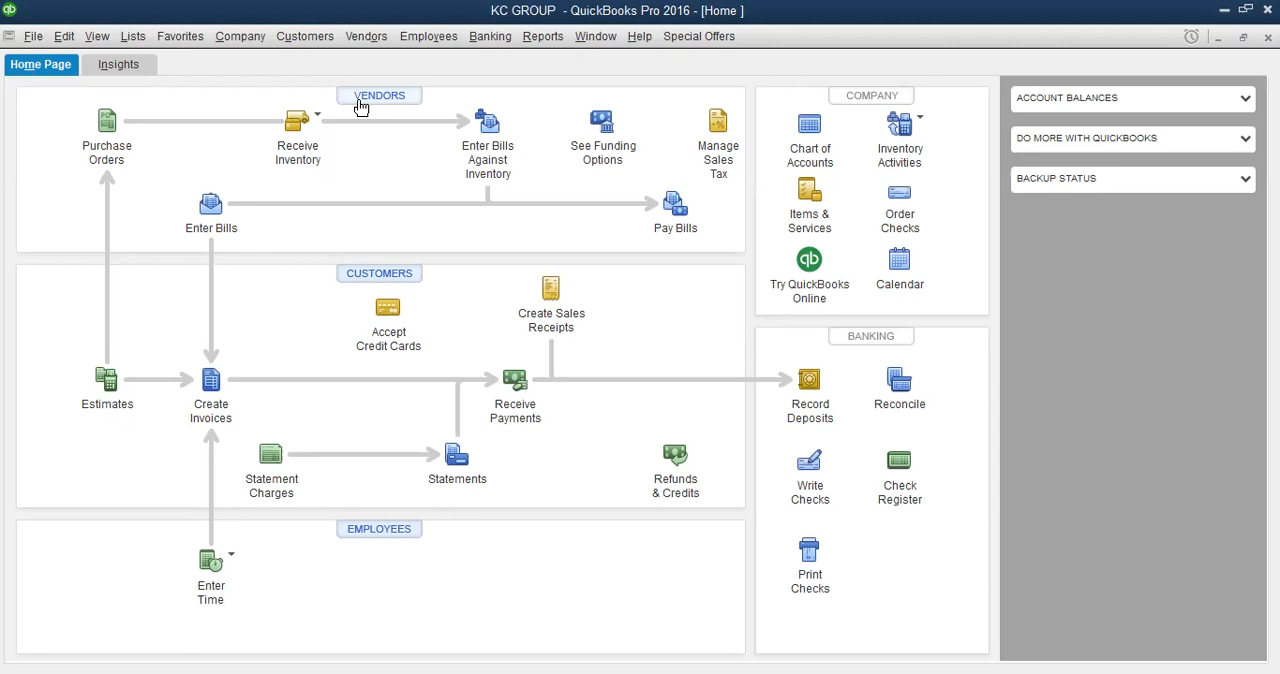 qb
KC GROUP - QuickBooks Pro 2016 - [Home ]
File Edit View Lists Favorites Company Customers Vendors Employees Banking Reports Window Help Special Offers
Home Page Insights
VENDORS
Purchase
Orders
Receive
Inventory
Enter Bills
Against
Inventory
See Funding
Options
Manage
Sales
Tax
Enter Bills
Pay Bills
CUSTOMERS
Accept
Credit Cards
Create Sales
Receipts
Estimates
Create
Invoices
Receive
Payments
Statement
Charges
Statements
Refunds
& Credits
EMPLOYEES
Enter
Time
COMPANY
Chart of
Accounts
Inventory
Activities
Items &
Services
Order
Checks
qb
Try QuickBooks
Online
Calendar
BANKING
Record
Deposits
Reconcile
Write
Checks
Check
Register
Print
Checks
ACCOUNT BALANCES
DO MORE WITH QUICKBOOKS
BACKUP STATUS